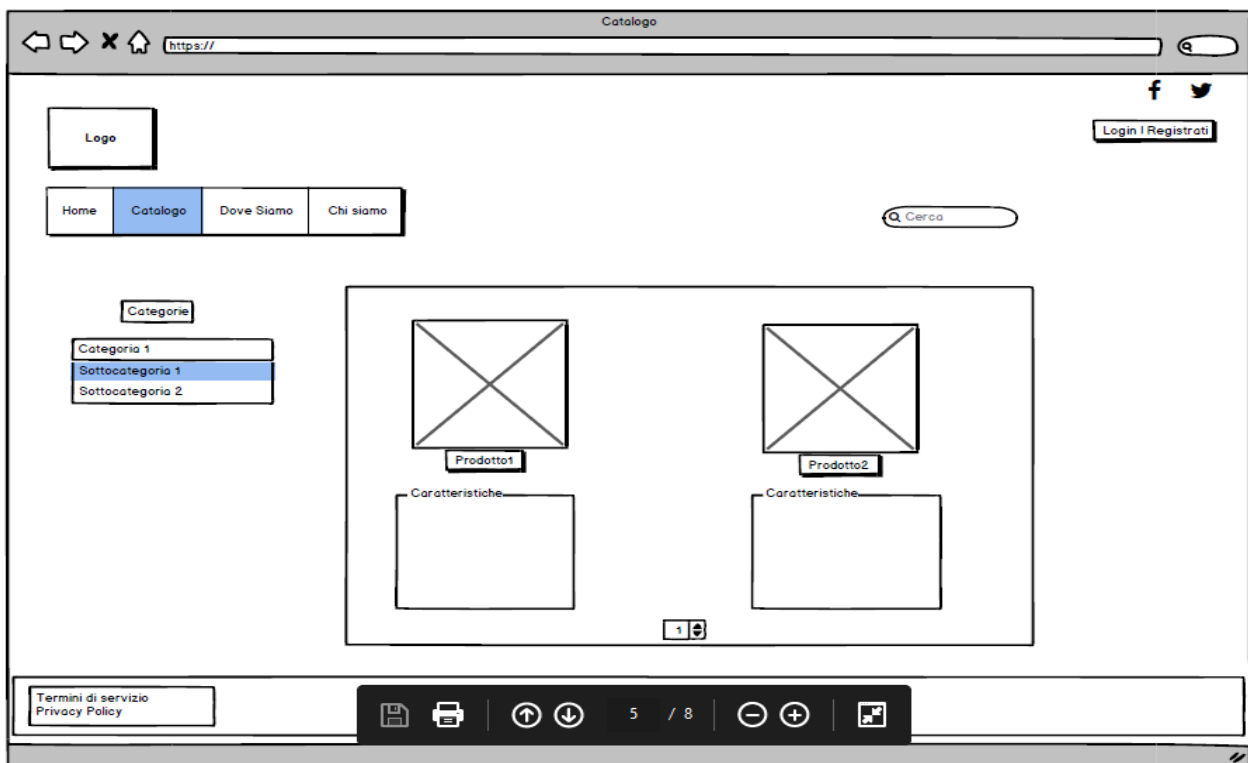 Catalogo
https://
Logo
Login | Registrati
Home Catalogo Dove Siamo Chi siamo
Cerca
Categorie
Categoria 1
Sottocategoria 1
Sottocategoria 2
Prodotto1 Prodotto2
Caratteristiche Caratteristiche
1
Termini di servizio
Privacy Policy
5 / 8